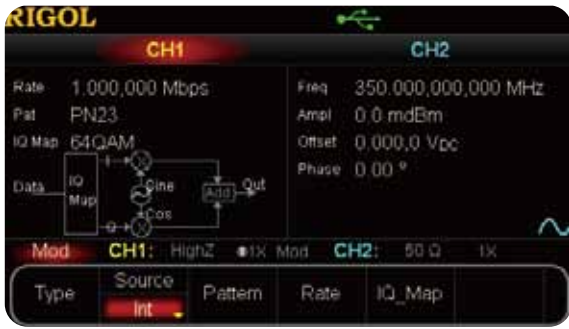 RIGOL
CH1
CH2
Rate 1.000,000 Mbps
Pat PN23
IQ Map 64QAM
Data
IQ Map
I
Q
Sine
Cos
Add
Out
Freq 350.000,000,000 MHz
Ampl 0.0 mdBm
Offset 0.000,0 VDC
Phase 0.00 °
Mod CH1: HighZ 1X Mod CH2: 50 Ω 1X
Type
Source
Int
Pattern
Rate
IQ_Map